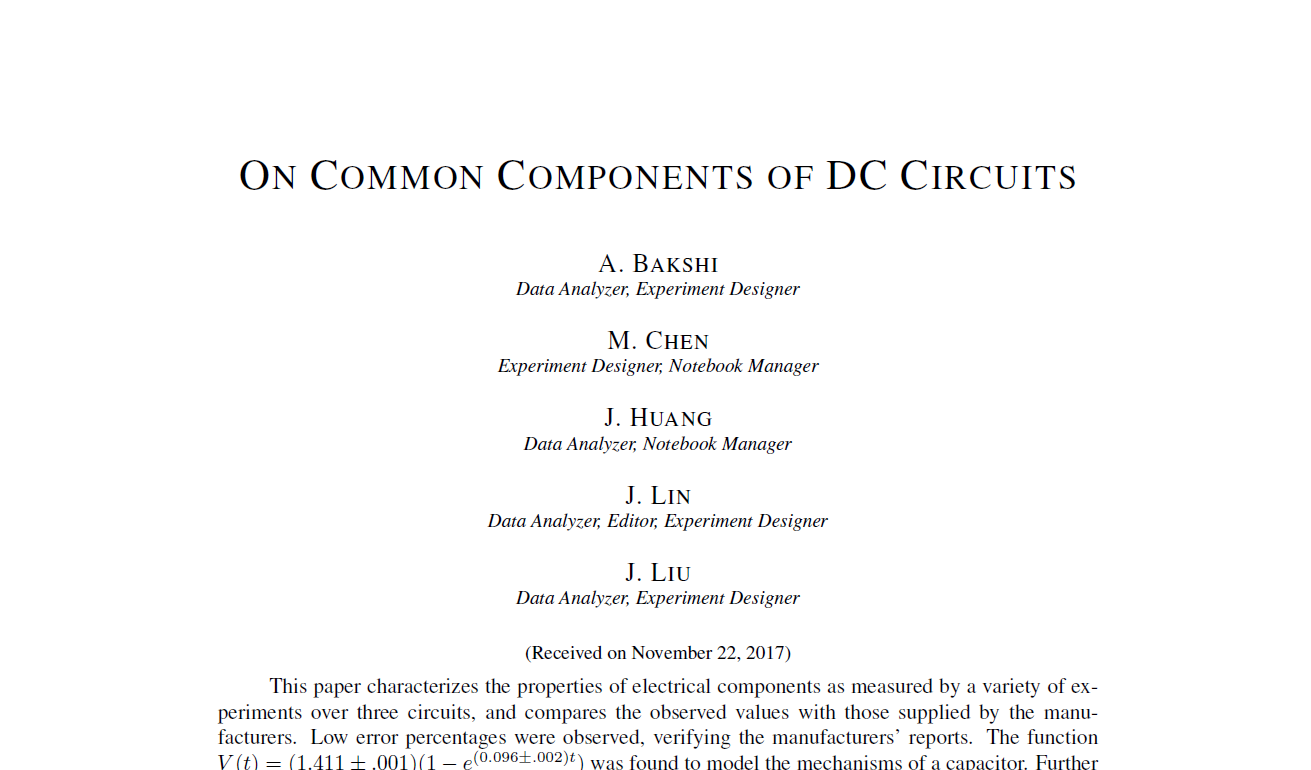 ON COMMON COMPONENTS OF DC CIRCUITS
A. BAKSHI
Data Analyzer, Experiment Designer
M. CHEN
Experiment Designer, Notebook Manager
J. HUANG
Data Analyzer, Notebook Manager
J. LIN
Data Analyzer, Editor, Experiment Designer
J. LIU
Data Analyzer, Experiment Designer
(Received on November 22, 2017)
This paper characterizes the properties of electrical components as measured by a variety of ex-
periments over three circuits, and compares the observed values with those supplied by the manu-
facturers. Low error percentages were observed, verifying the manufacturers' reports. The function
V(t) = (1.411 ± .001)(1 − e^{(0.096±.002)t}) was found to model the mechanisms of a capacitor. Further